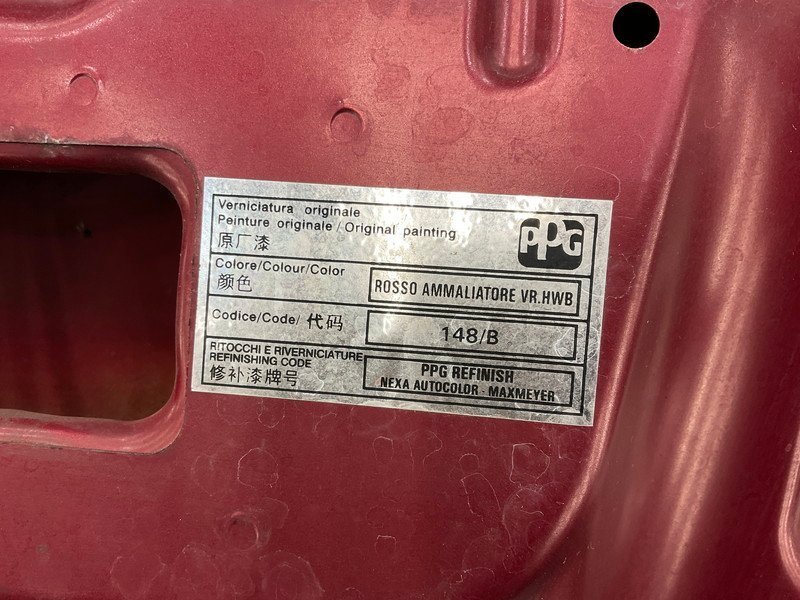 Verniciatura originale
Peinture originale / Original painting
原厂漆
PPG
Colore/Colour/Color
颜色
ROSSO AMMALIATORE VR.HWB
Codice/Code/ 代码
148/B
RITOCCHI E RIVERNICIATURE
REFINISHING CODE
修补漆牌号
PPG REFINISH
NEXA AUTOCOLOR - MAXMEYER